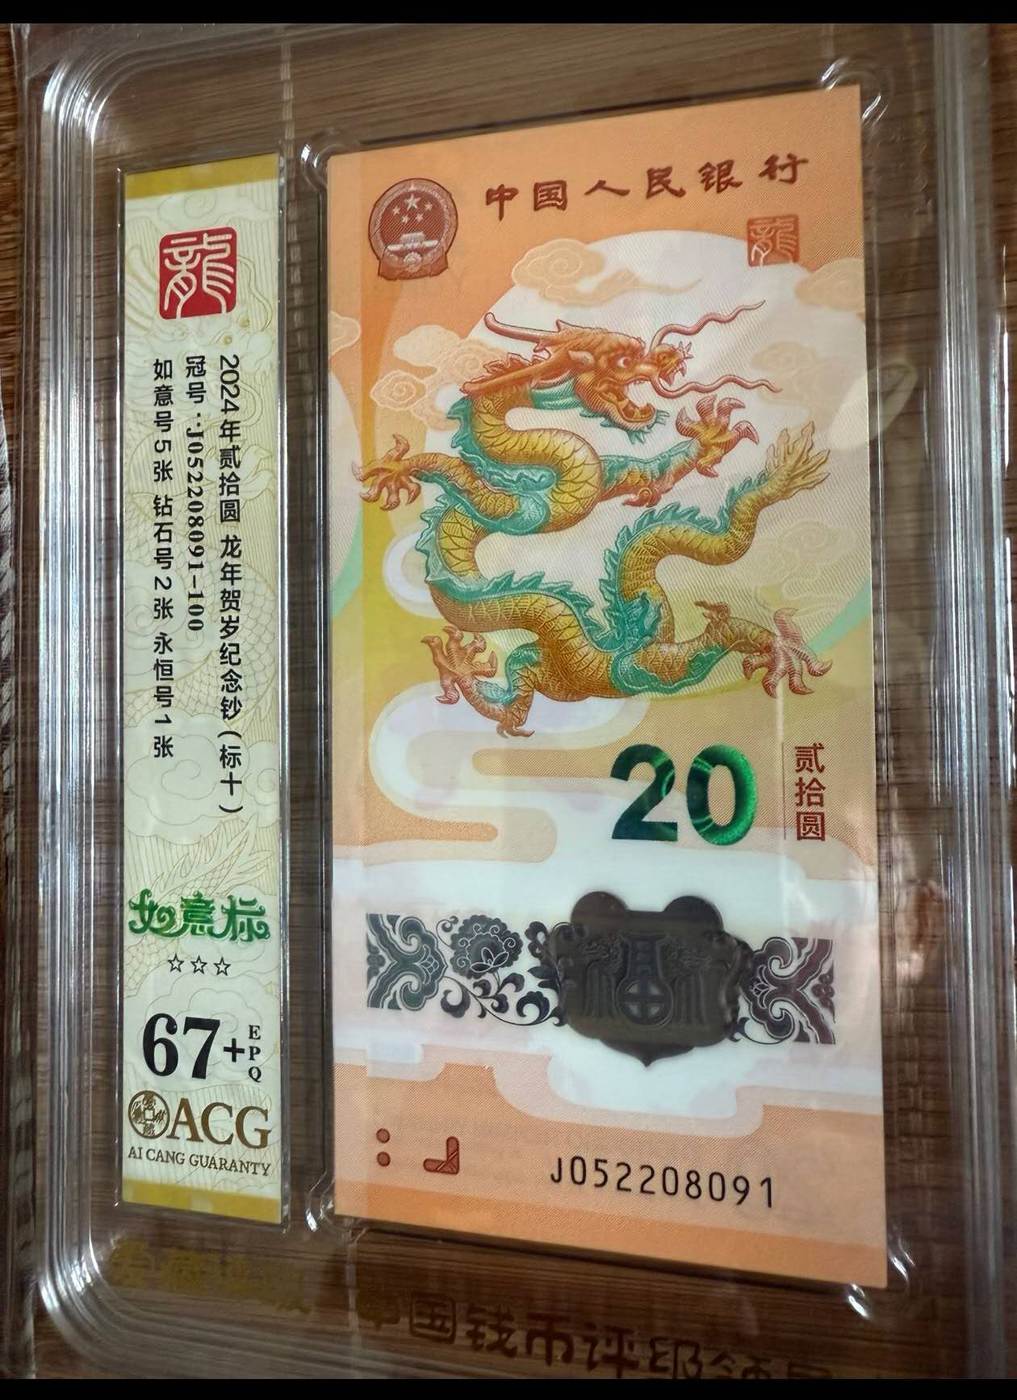 龍
2024年贰拾圆 龙年贺岁纪念钞(标十)
冠号:J052208091-100
如意号5张 钻石号2张 永恒号1张
如意标
☆☆☆
67+
EPQ
ACG
AI CANG GUARANTY
中国人民银行
龍
20
贰拾圆
J052208091
中国钱币评级领